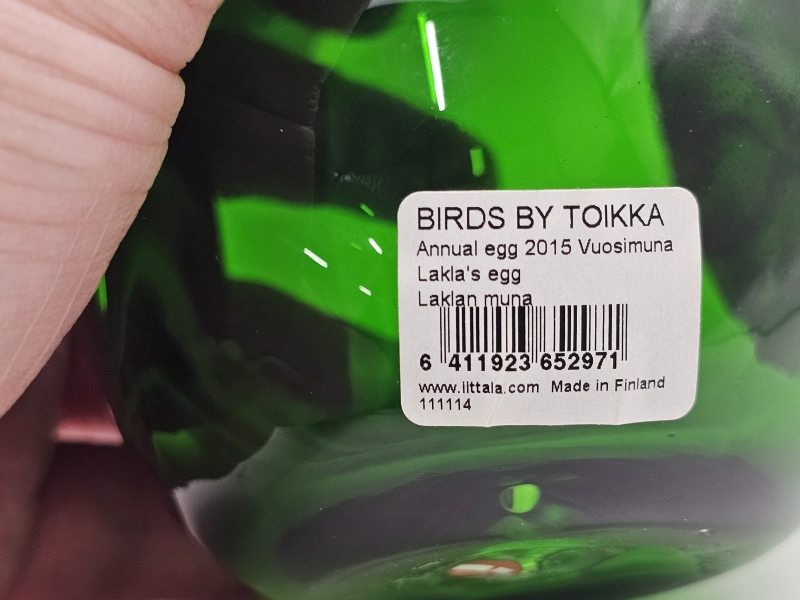 BIRDS BY TOIKKA
Annual egg 2015 Vuosimuna
Lakla's egg
Laklan muna
6 411923 652971
www.iittala.com Made in Finland
111114